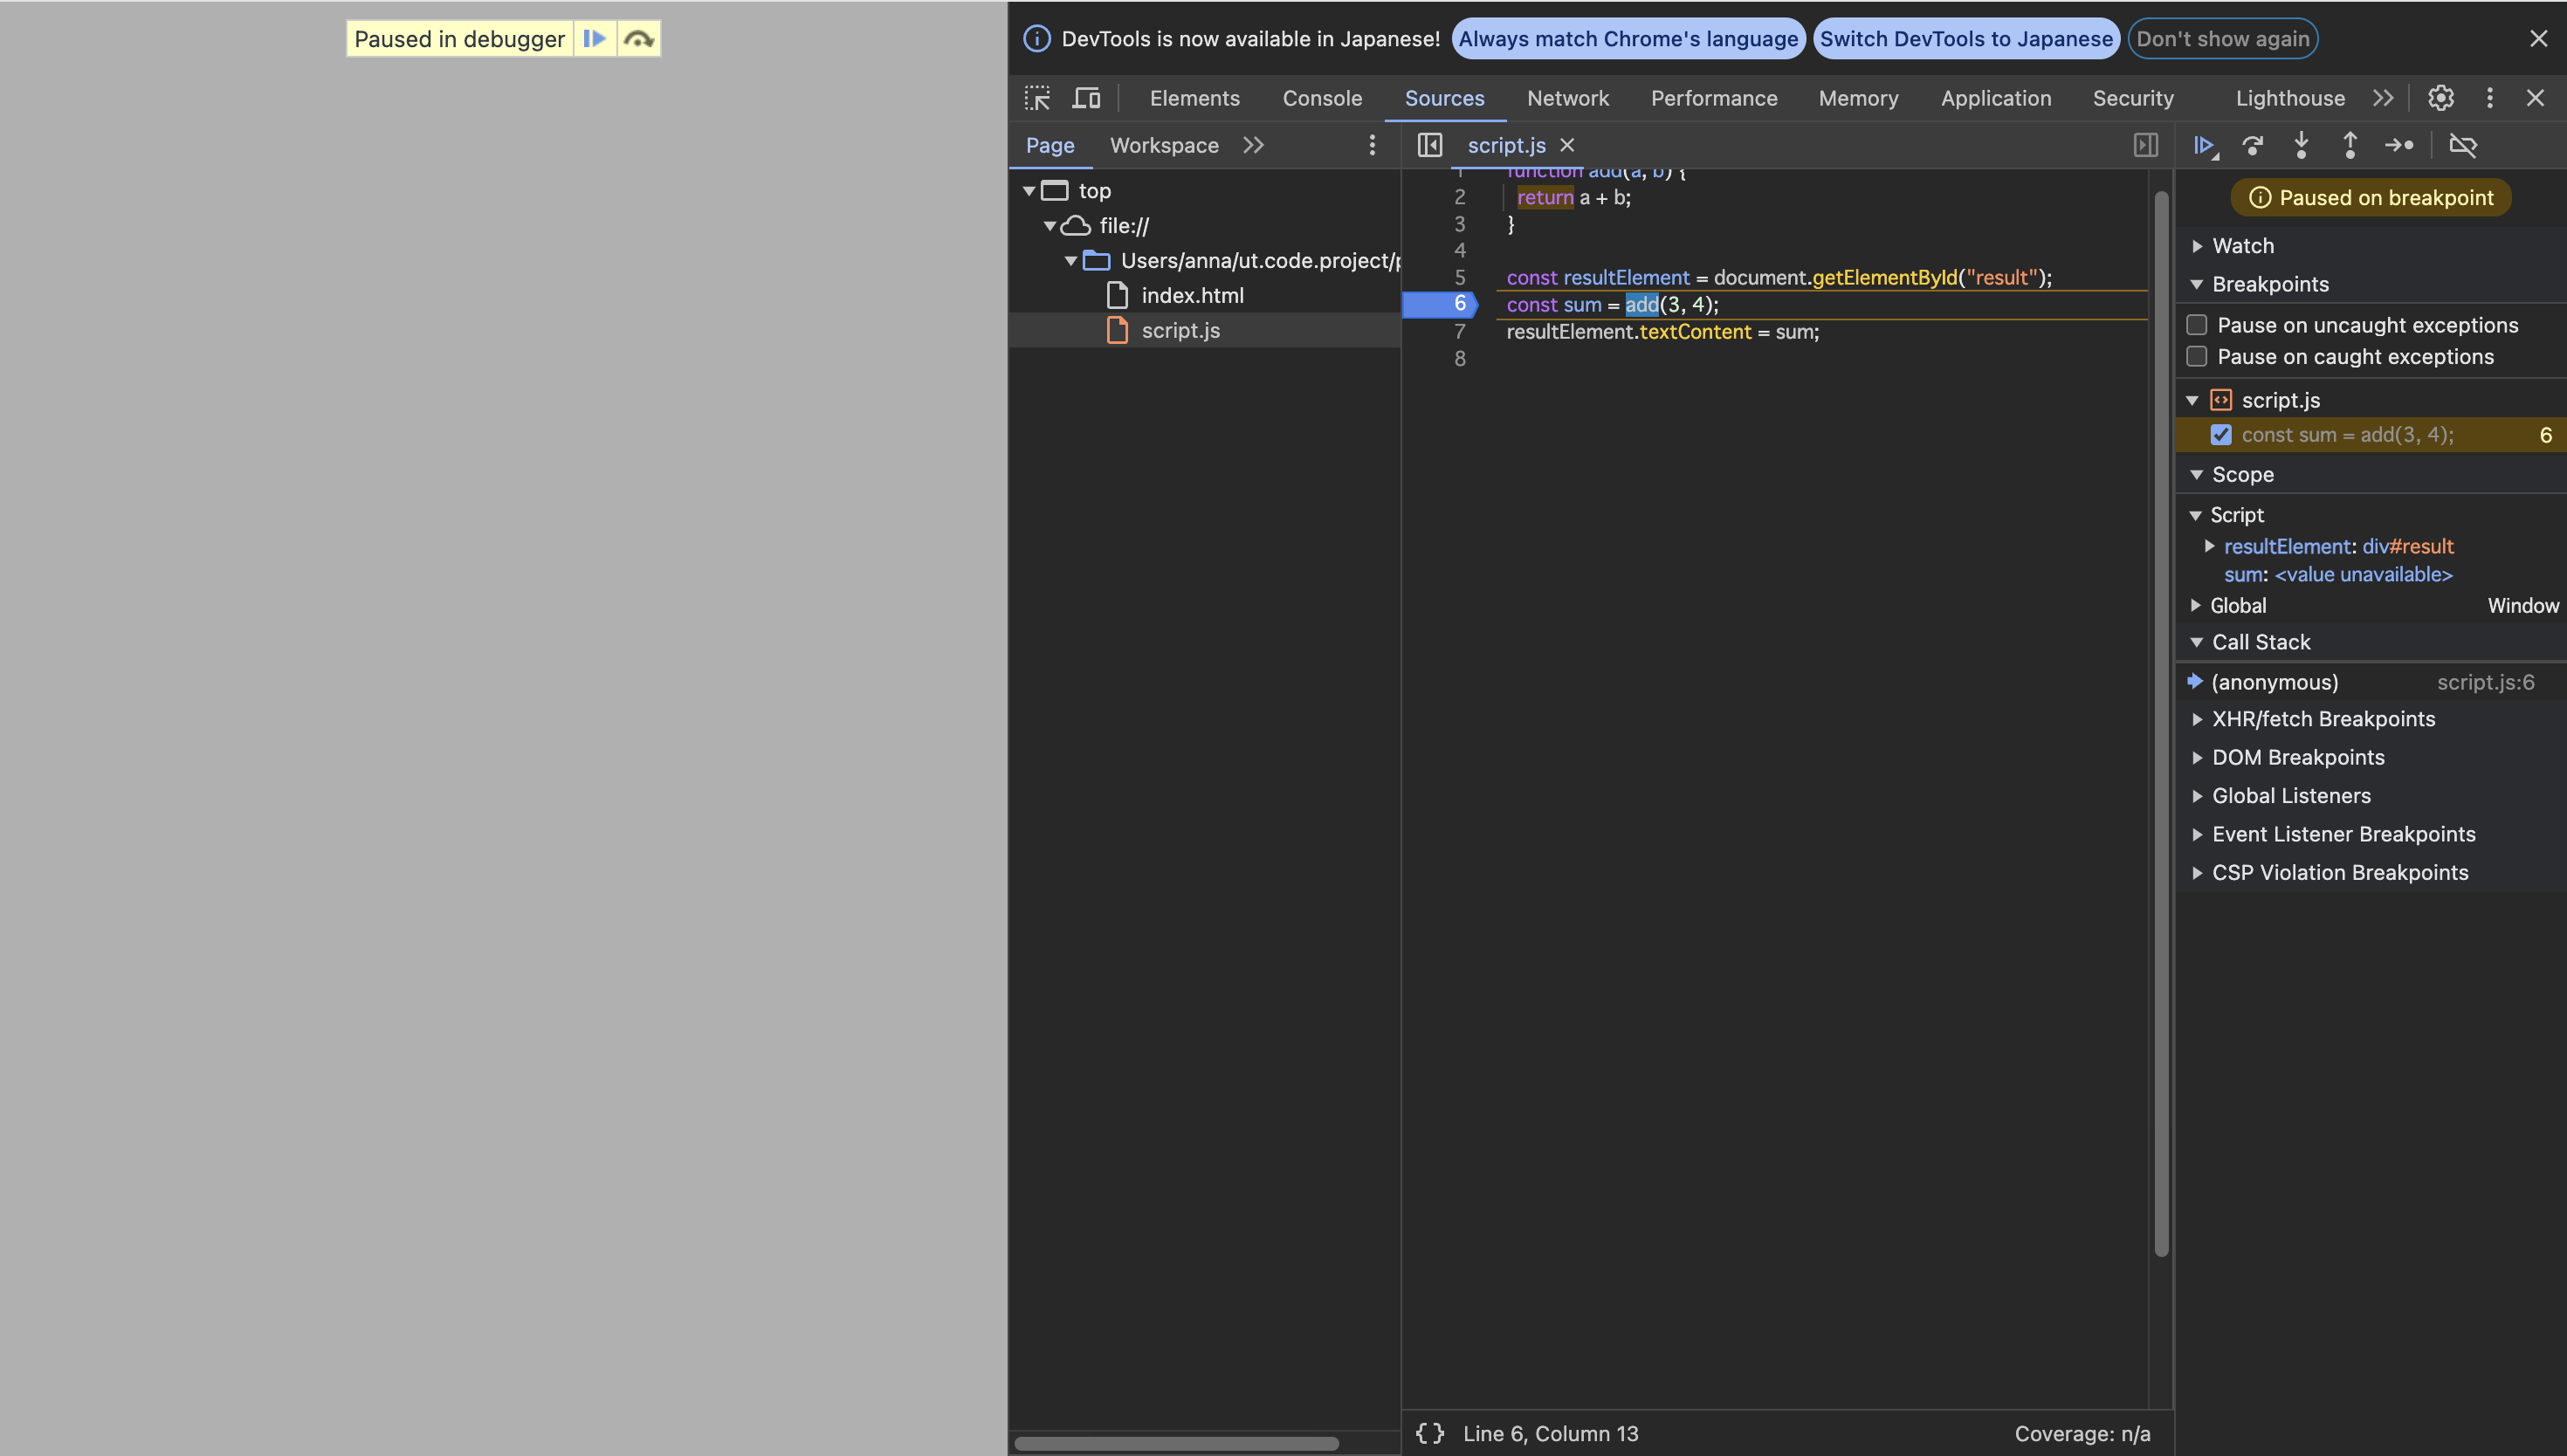 Paused in debugger
DevTools is now available in Japanese! Always match Chrome's language Switch DevTools to Japanese Don't show again
Elements Console Sources Network Performance Memory Application Security Lighthouse
Page Workspace
top
file://
Users/anna/ut.code.project/
index.html
script.js
script.js
1 function add(a, b) {
2 return a + b;
3 }
4
5 const resultElement = document.getElementById("result");
6 const sum = add(3, 4);
7 resultElement.textContent = sum;
8
{ } Line 6, Column 13 Coverage: n/a
Paused on breakpoint
Watch
Breakpoints
Pause on uncaught exceptions
Pause on caught exceptions
script.js
const sum = add(3, 4); 6
Scope
Script
resultElement: div#result
sum: <value unavailable>
Global Window
Call Stack
(anonymous) script.js:6
XHR/fetch Breakpoints
DOM Breakpoints
Global Listeners
Event Listener Breakpoints
CSP Violation Breakpoints